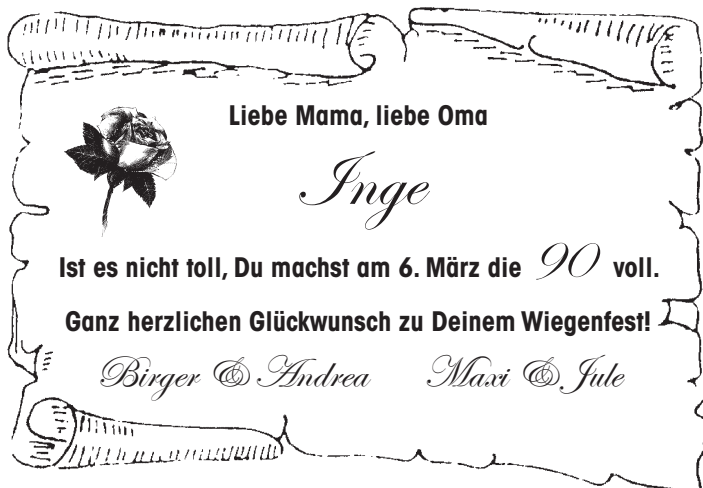 Liebe Mama, liebe Oma
Inge
Ist es nicht toll, Du machst am 6. März die 90 voll.
Ganz herzlichen Glückwunsch zu Deinem Wiegenfest!
Birger & Andrea Maxi & Jule